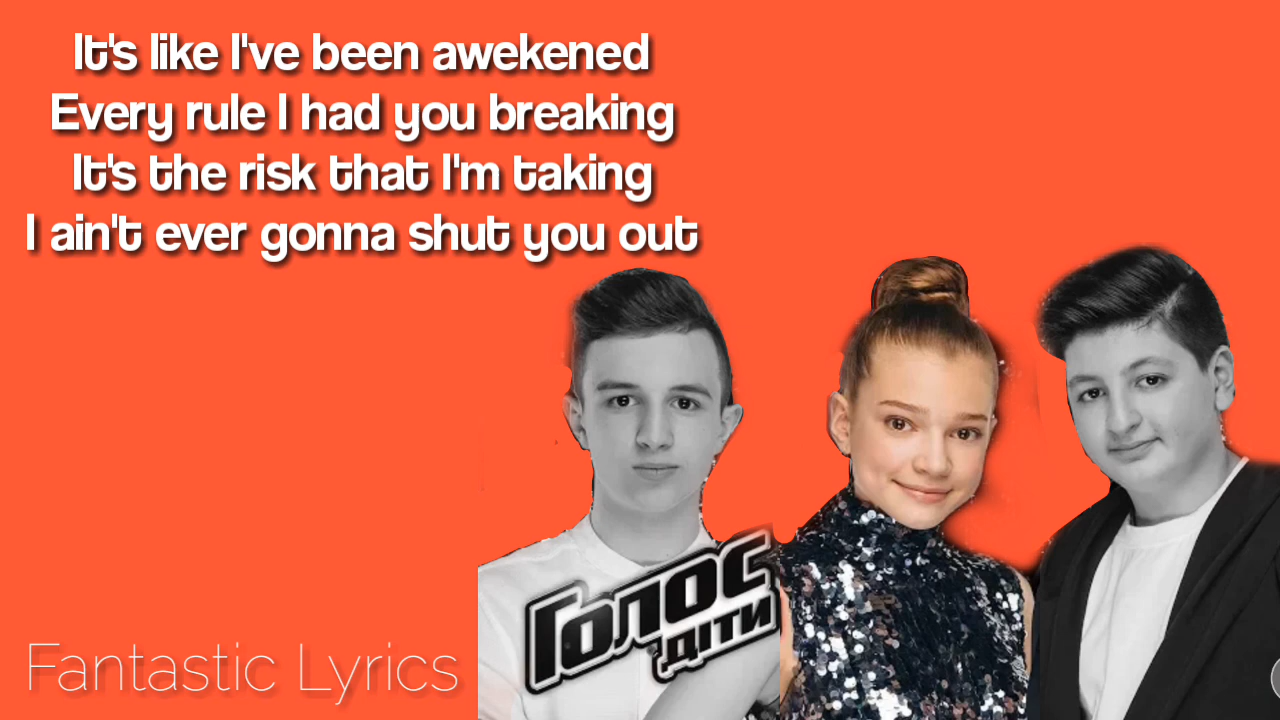 It's like I've been awekened
Every rule I had you breaking
It's the risk that I'm taking
I ain't ever gonna shut you out
Голос
діти
Fantastic Lyrics